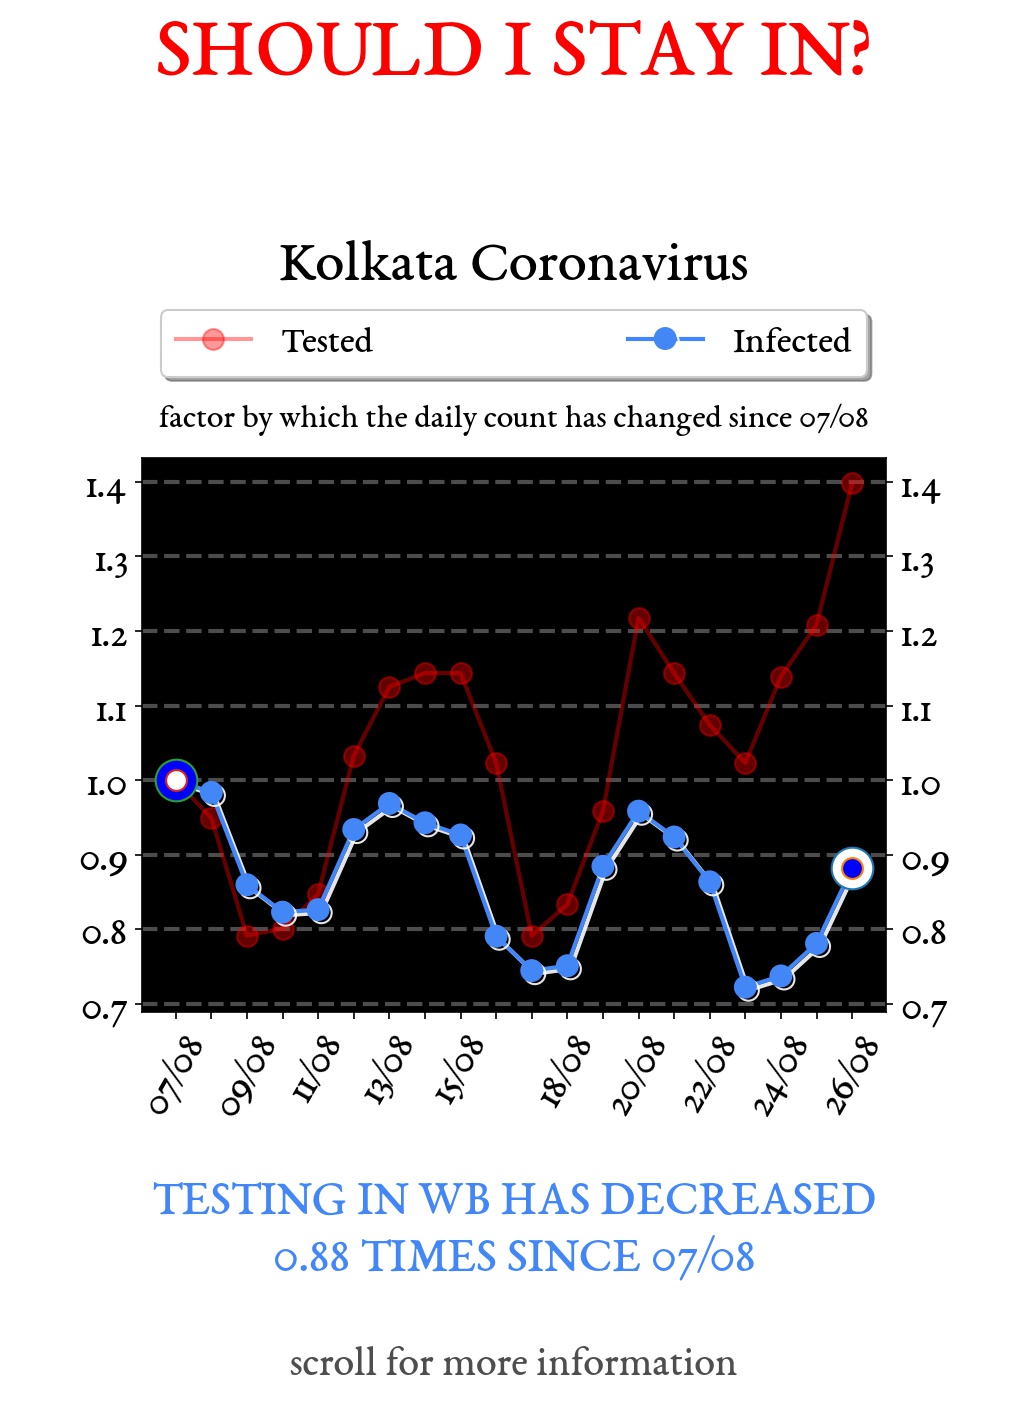 SHOULD I STAY IN?
Kolkata Coronavirus
Tested Infected
factor by which the daily count has changed since 07/08
1.4 1.4
1.3 1.3
1.2 1.2
1.1 1.1
1.0 1.0
0.9 0.9
0.8 0.8
0.7 0.7
07/08 09/08 11/08 13/08 15/08 18/08 20/08 22/08 24/08 26/08
TESTING IN WB HAS DECREASED
0.88 TIMES SINCE 07/08
scroll for more information